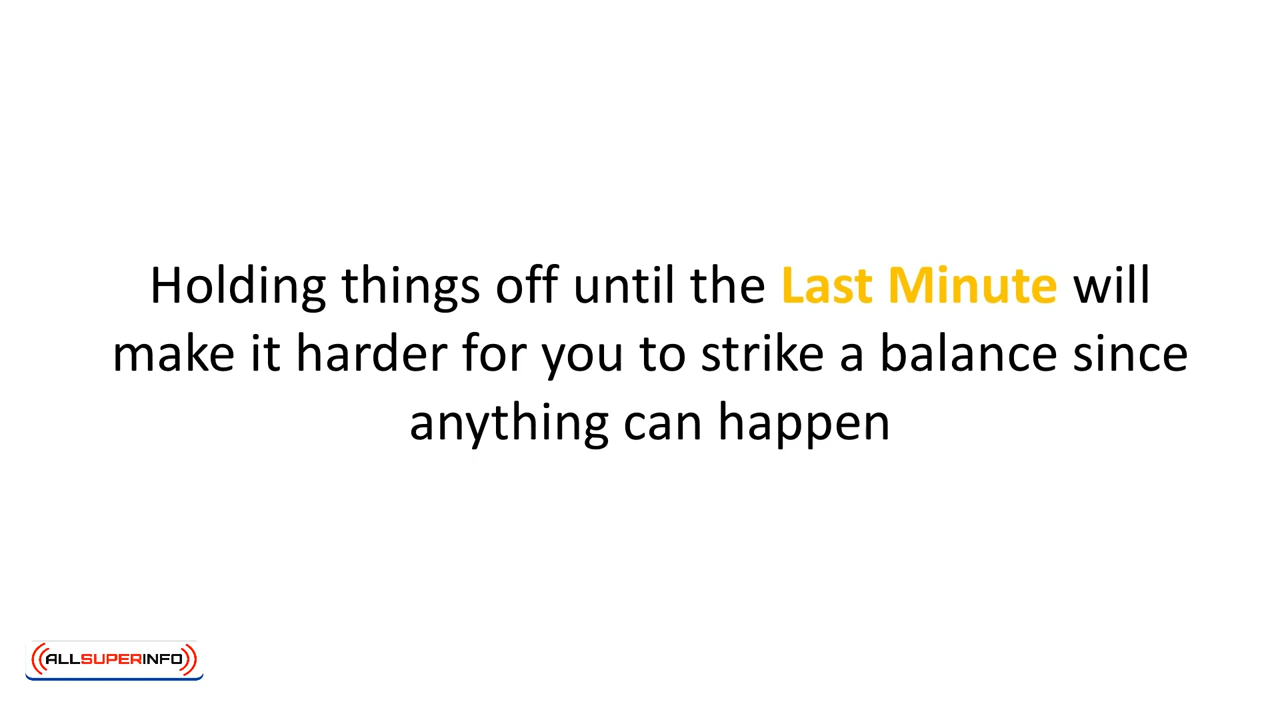 Holding things off until the Last Minute will
make it harder for you to strike a balance since
anything can happen
ALLSUPERINFO